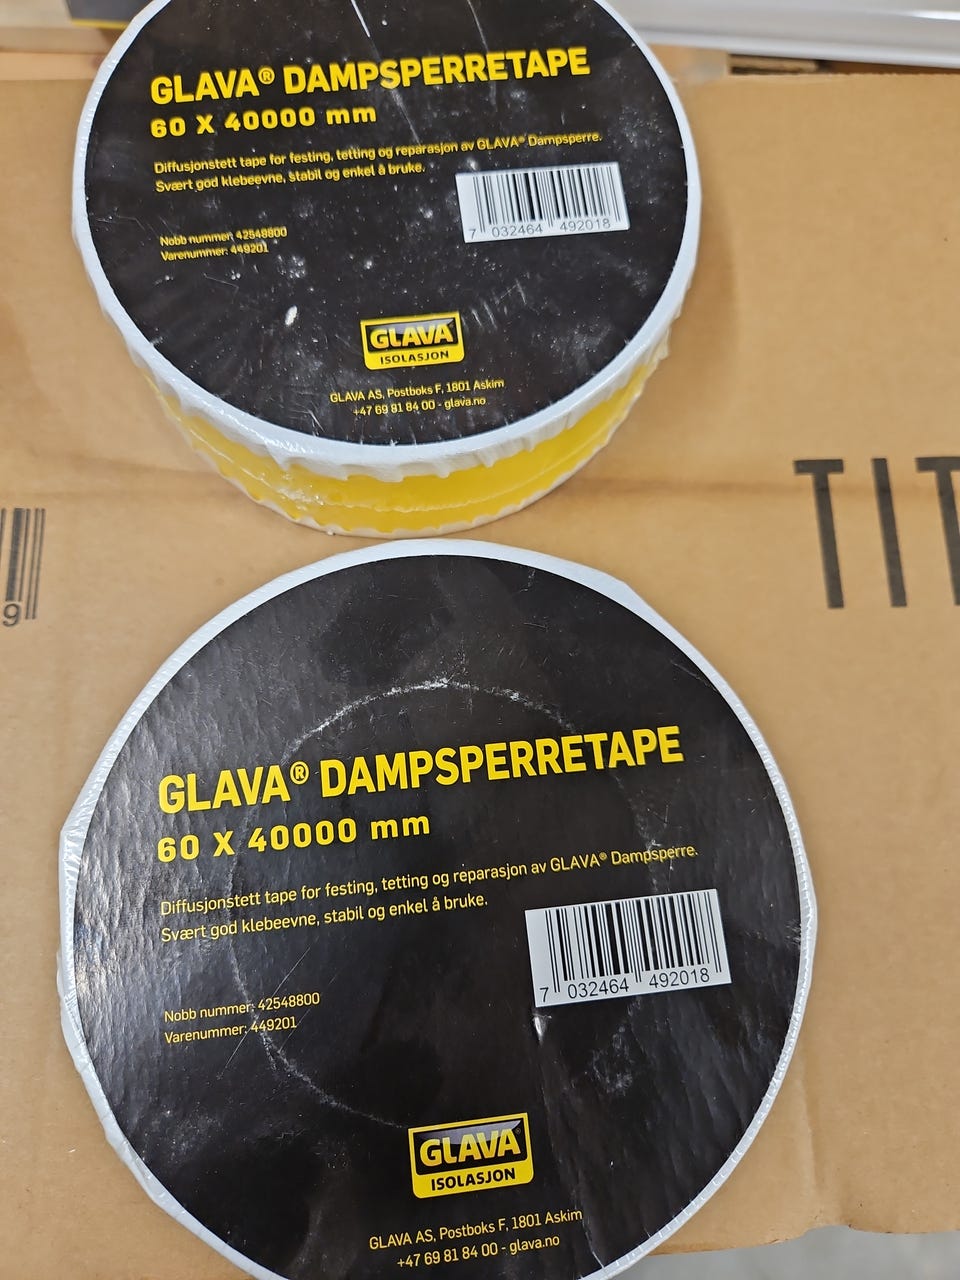 GLAVA® DAMPSPERRETAPE
60 X 40000 mm
Diffusjonstett tape for festing, tetting og reparasjon av GLAVA® Dampsperre.
Svært god klebeevne, stabil og enkel å bruke.
7 032464 492018
Nobb nummer: 42548800
Varenummer: 449201
GLAVA
ISOLASJON
GLAVA AS, Postboks F, 1801 Askim
+47 69 81 84 00 - glava.no
TIT
9
GLAVA® DAMPSPERRETAPE
60 X 40000 mm
Diffusjonstett tape for festing, tetting og reparasjon av GLAVA® Dampsperre.
Svært god klebeevne, stabil og enkel å bruke.
7 032464 492018
Nobb nummer: 42548800
Varenummer: 449201
GLAVA®
ISOLASJON
GLAVA AS, Postboks F, 1801 Askim
+47 69 81 84 00 - glava.no